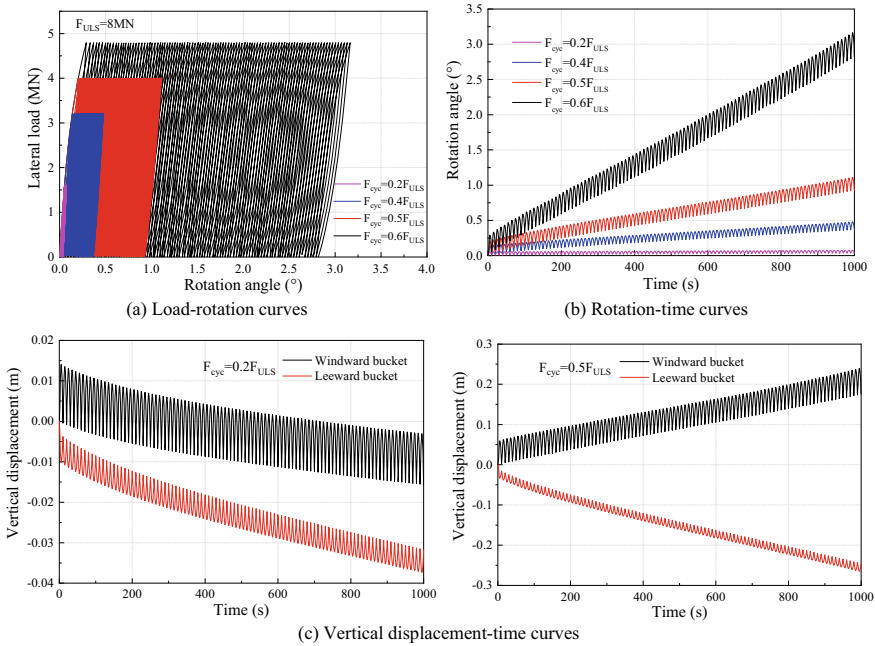 F_ULS=8MN
Lateral load (MN)
5
4
3
2
1
0
0.0 0.5 1.0 1.5 2.0 2.5 3.0 3.5 4.0
Rotation angle (°)
F_cyc=0.2F_ULS
F_cyc=0.4F_ULS
F_cyc=0.5F_ULS
F_cyc=0.6F_ULS
(a) Load-rotation curves
Rotation angle (°)
3.5
3.0
2.5
2.0
1.5
1.0
0.5
0.0
0 200 400 600 800 1000
Time (s)
F_cyc=0.2F_ULS
F_cyc=0.4F_ULS
F_cyc=0.5F_ULS
F_cyc=0.6F_ULS
(b) Rotation-time curves
Vertical displacement (m)
0.02
0.01
0.00
-0.01
-0.02
-0.03
-0.04
0 200 400 600 800 1000
Time (s)
F_cyc=0.2F_ULS
Windward bucket
Leeward bucket
Vertical displacement (m)
0.3
0.2
0.1
0.0
-0.1
-0.2
-0.3
0 200 400 600 800 1000
Time (s)
F_cyc=0.5F_ULS
Windward bucket
Leeward bucket
(c) Vertical displacement-time curves